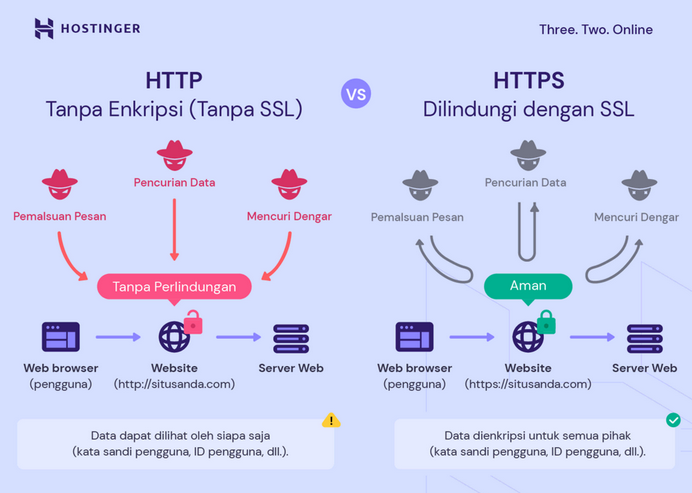 HOSTINGER
Three. Two. Online
HTTP
Tanpa Enkripsi (Tanpa SSL)
VS
HTTPS
Dilindungi dengan SSL
Pencurian Data
Pemalsuan Pesan
Mencuri Dengar
Tanpa Perlindungan
Web browser
(pengguna)
Website
(http://situsanda.com)
Server Web
Data dapat dilihat oleh siapa saja
(kata sandi pengguna, ID pengguna, dll.).
Pencurian Data
Pemalsuan Pesan
Mencuri Dengar
Aman
Web browser
(pengguna)
Website
(https://situsanda.com)
Server Web
Data dienkripsi untuk semua pihak
(kata sandi pengguna, ID pengguna, dll.).